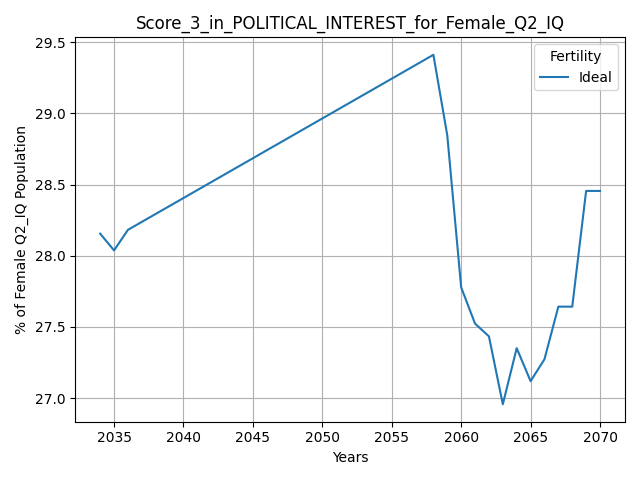 Score_3_in_POLITICAL_INTEREST_for_Female_Q2_IQ
29.5
29.0
28.5
28.0
27.5
27.0
% of Female Q2_IQ Population
Fertility
Ideal
2035 2040 2045 2050 2055 2060 2065 2070
Years